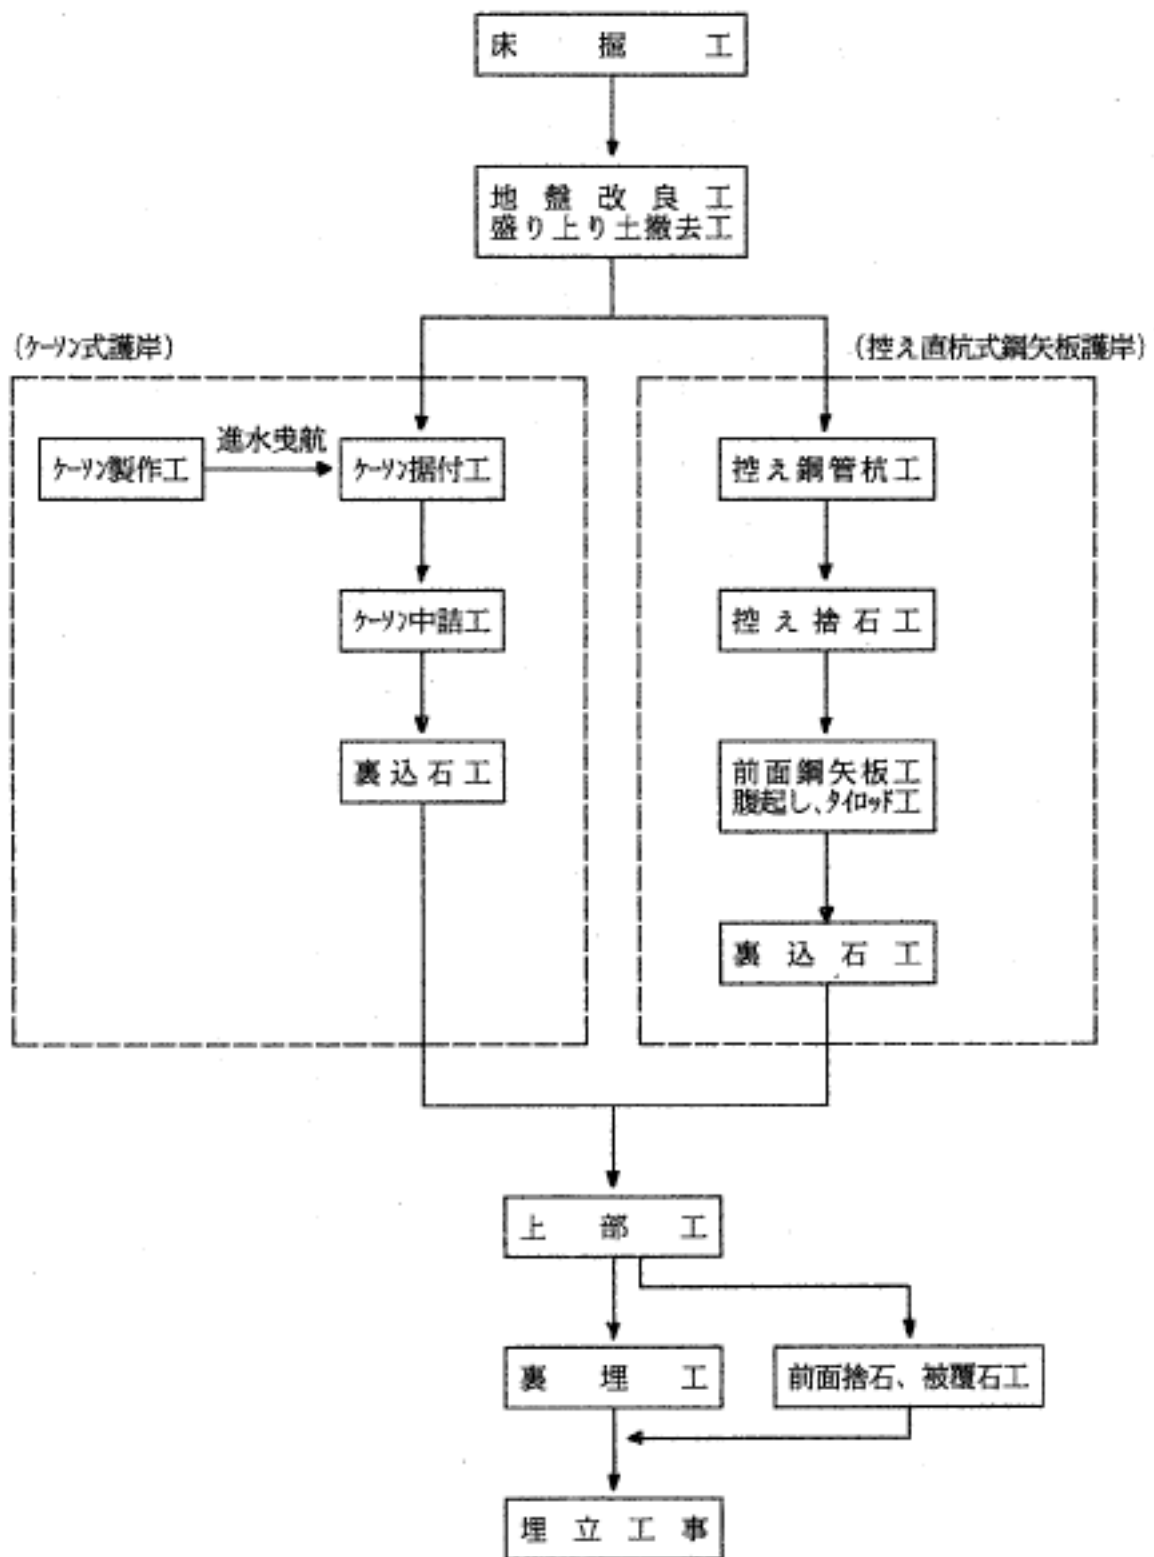 床掘工
地盤改良工
盛り上り土撤去工
(ケーソン式護岸)
(控え直杭式鋼矢板護岸)
ケーソン製作工
進水曳航
ケーソン据付工
控え鋼管杭工
ケーソン中詰工
控え捨石工
裏込石工
前面鋼矢板工
腹起し、タイロッド工
裏込石工
上部工
裏埋工
前面捨石、被覆石工
埋立工事